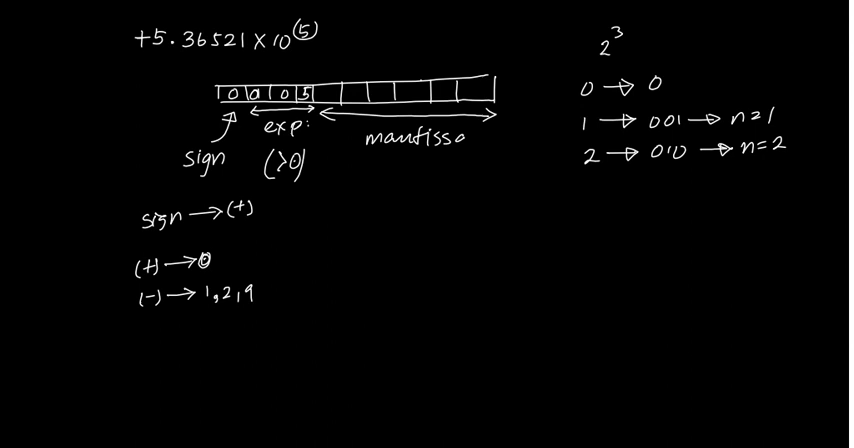 +5.36521 × 10^5
0 0 0 5
exp:
mantissa
sign
(>0)
sign → (+)
(+) → 0
(-) → 1, 2, 9
2^3
0 → 0
1 → 001 → n=1
2 → 010 → n=2